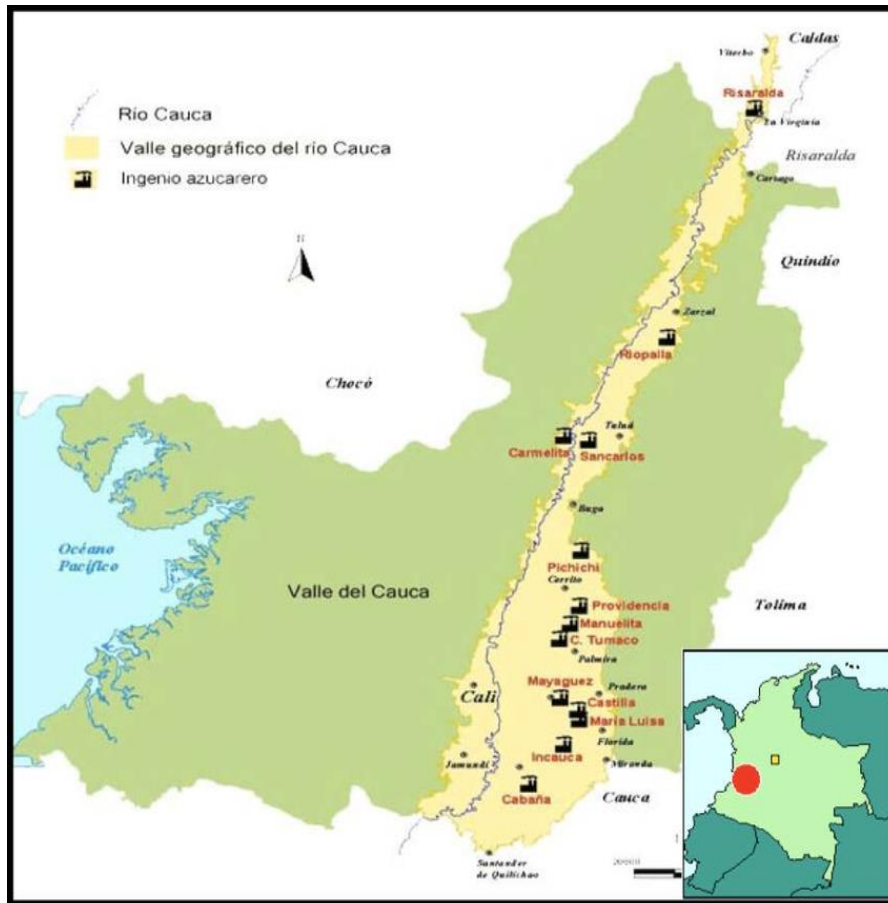 Río Cauca
Valle geográfico del río Cauca
Ingenio azucarero
N
Viterbo
Caldas
Risaralda
La Virginia
Risaralda
Cartago
Quindío
Zarzal
Riopaila
Chocó
Tuluá
Carmelita
Sancarlos
Buga
Océano
Pacífico
Pichichi
Cerrito
Valle del Cauca
Providencia
Tolima
Manuelita
C. Tumaco
Palmira
Mayaguez
Pradera
Cali
Castilla
María Luisa
Florida
Incauca
Jamundí
Miranda
Cabaña
Cauca
Santander
de Quilichao